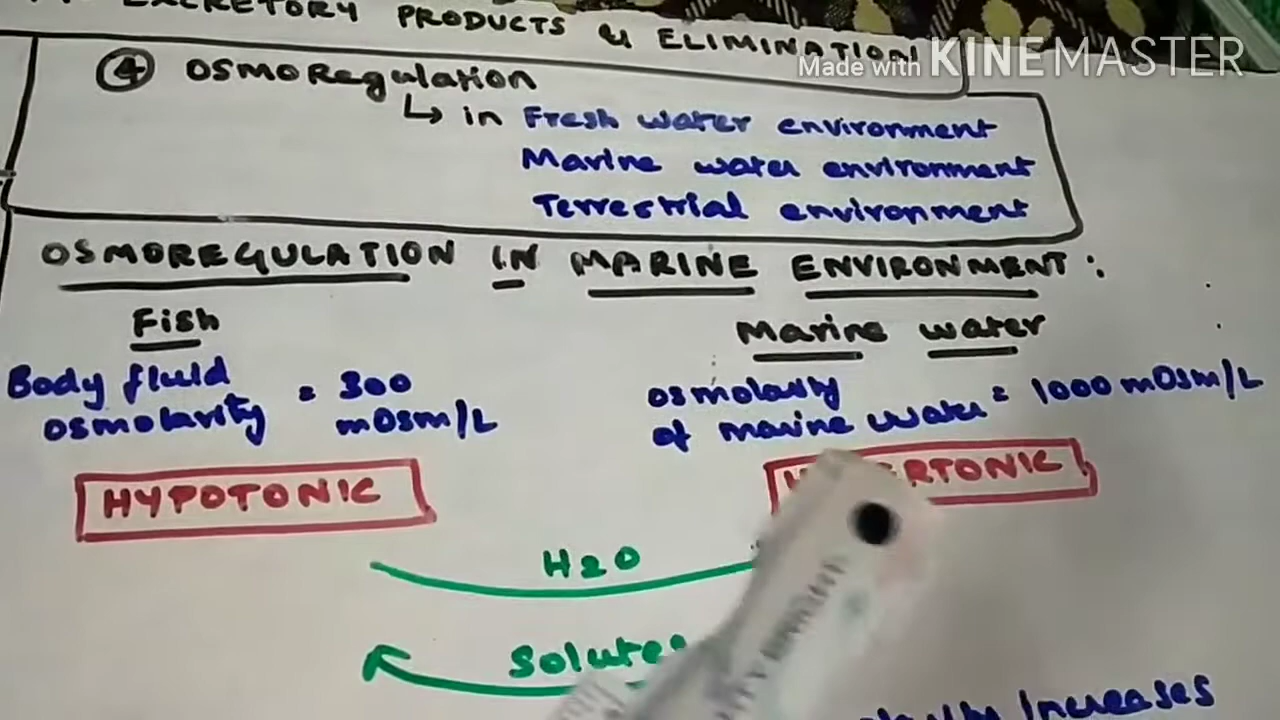 EXCRETORY PRODUCTS & ELIMINATION
Made with KINEMASTER
④ OSMORegulation
↳ in Fresh water environment
Marine water environment
Terrestrial environment
OSMOREGULATION IN MARINE ENVIRONMENT :
Fish
Marine water
Body fluid osmolarity = 300 mOsm/L
osmolarity of marine water = 1000 mOsm/L
HYPOTONIC
H2O
Solutes
Increases